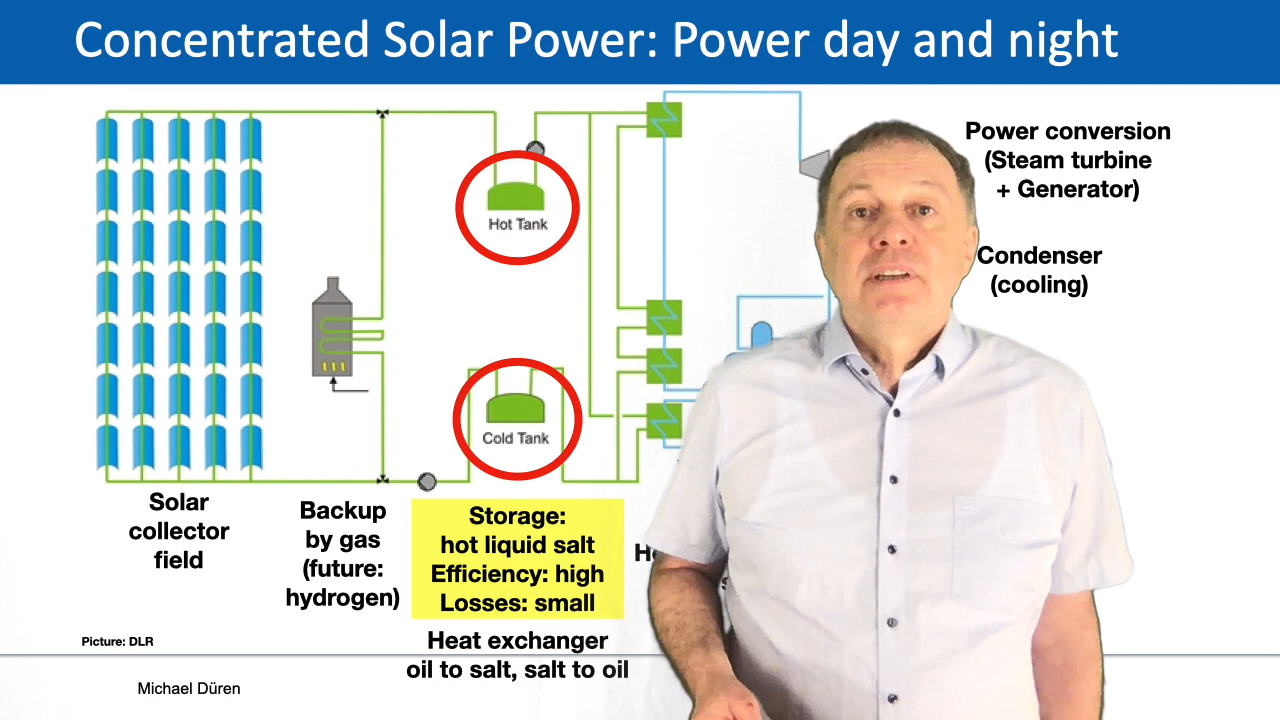 Concentrated Solar Power: Power day and night
Power conversion
(Steam turbine
+ Generator)
Hot Tank
Condenser
(cooling)
Cold Tank
Solar
collector
field
Backup
by gas
(future:
hydrogen)
Storage:
hot liquid salt
Efficiency: high
Losses: small
Heat exchanger
oil to salt, salt to oil
Picture: DLR
Michael Düren